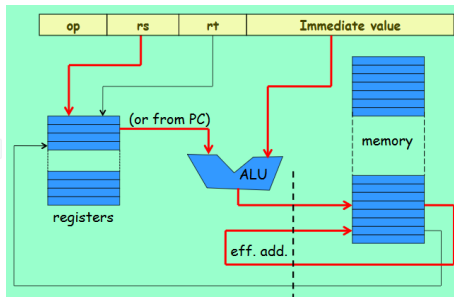 op rs rt Immediate value
(or from PC)
memory
ALU
registers
eff. add.